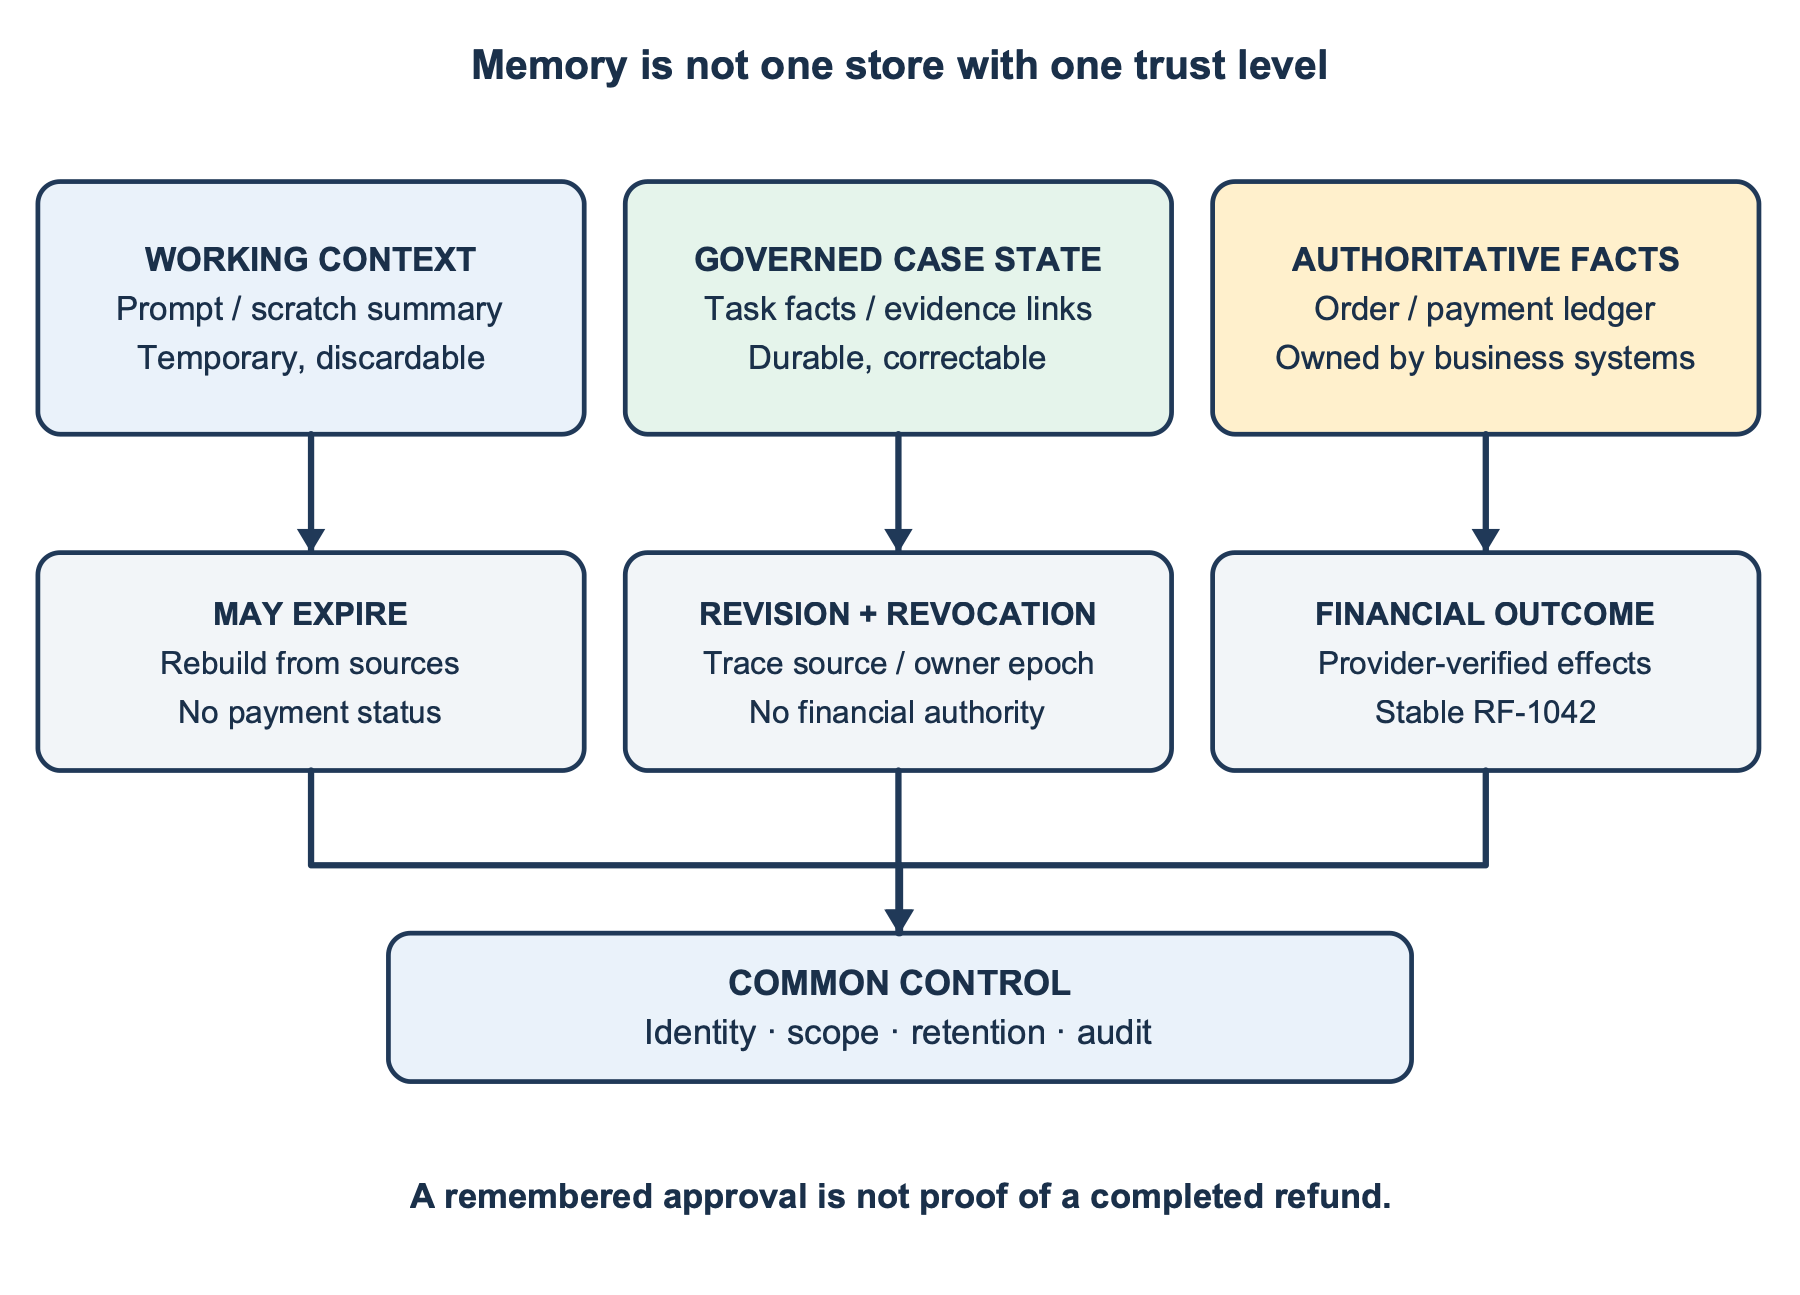 Memory is not one store with one trust level
WORKING CONTEXT
Prompt / scratch summary
Temporary, discardable
GOVERNED CASE STATE
Task facts / evidence links
Durable, correctable
AUTHORITATIVE FACTS
Order / payment ledger
Owned by business systems
MAY EXPIRE
Rebuild from sources
No payment status
REVISION + REVOCATION
Trace source / owner epoch
No financial authority
FINANCIAL OUTCOME
Provider-verified effects
Stable RF-1042
COMMON CONTROL
Identity · scope · retention · audit
A remembered approval is not proof of a completed refund.